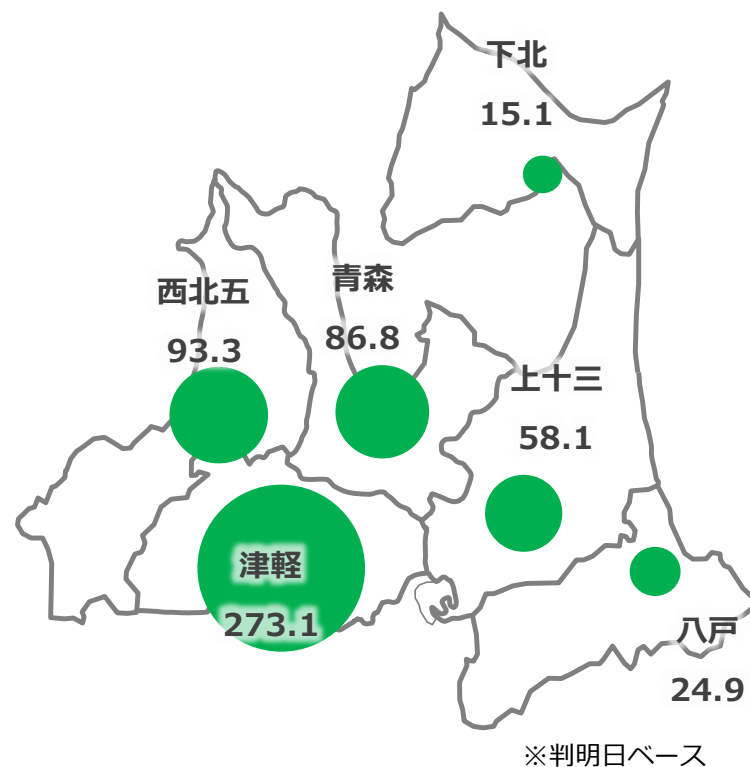 下北
15.1
西北五
93.3
青森
86.8
上十三
58.1
津軽
273.1
八戸
24.9
※判明日ベース